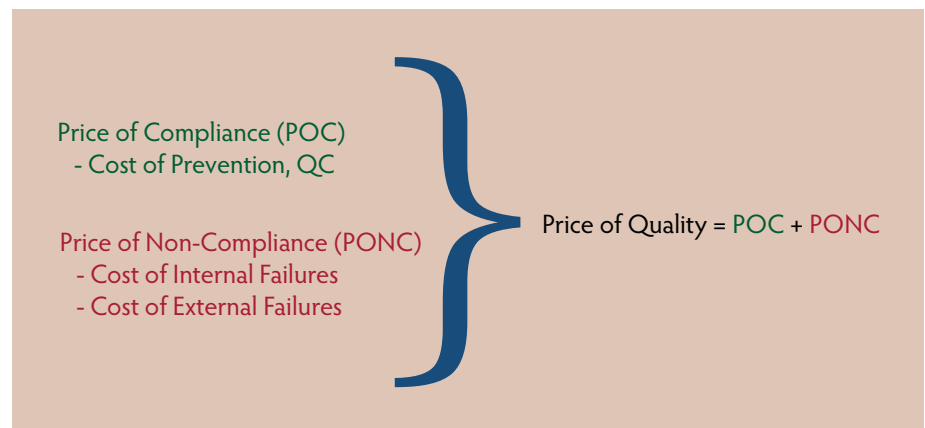 Price of Compliance (POC)
- Cost of Prevention, QC
Price of Non-Compliance (PONC)
- Cost of Internal Failures
- Cost of External Failures
Price of Quality = POC + PONC